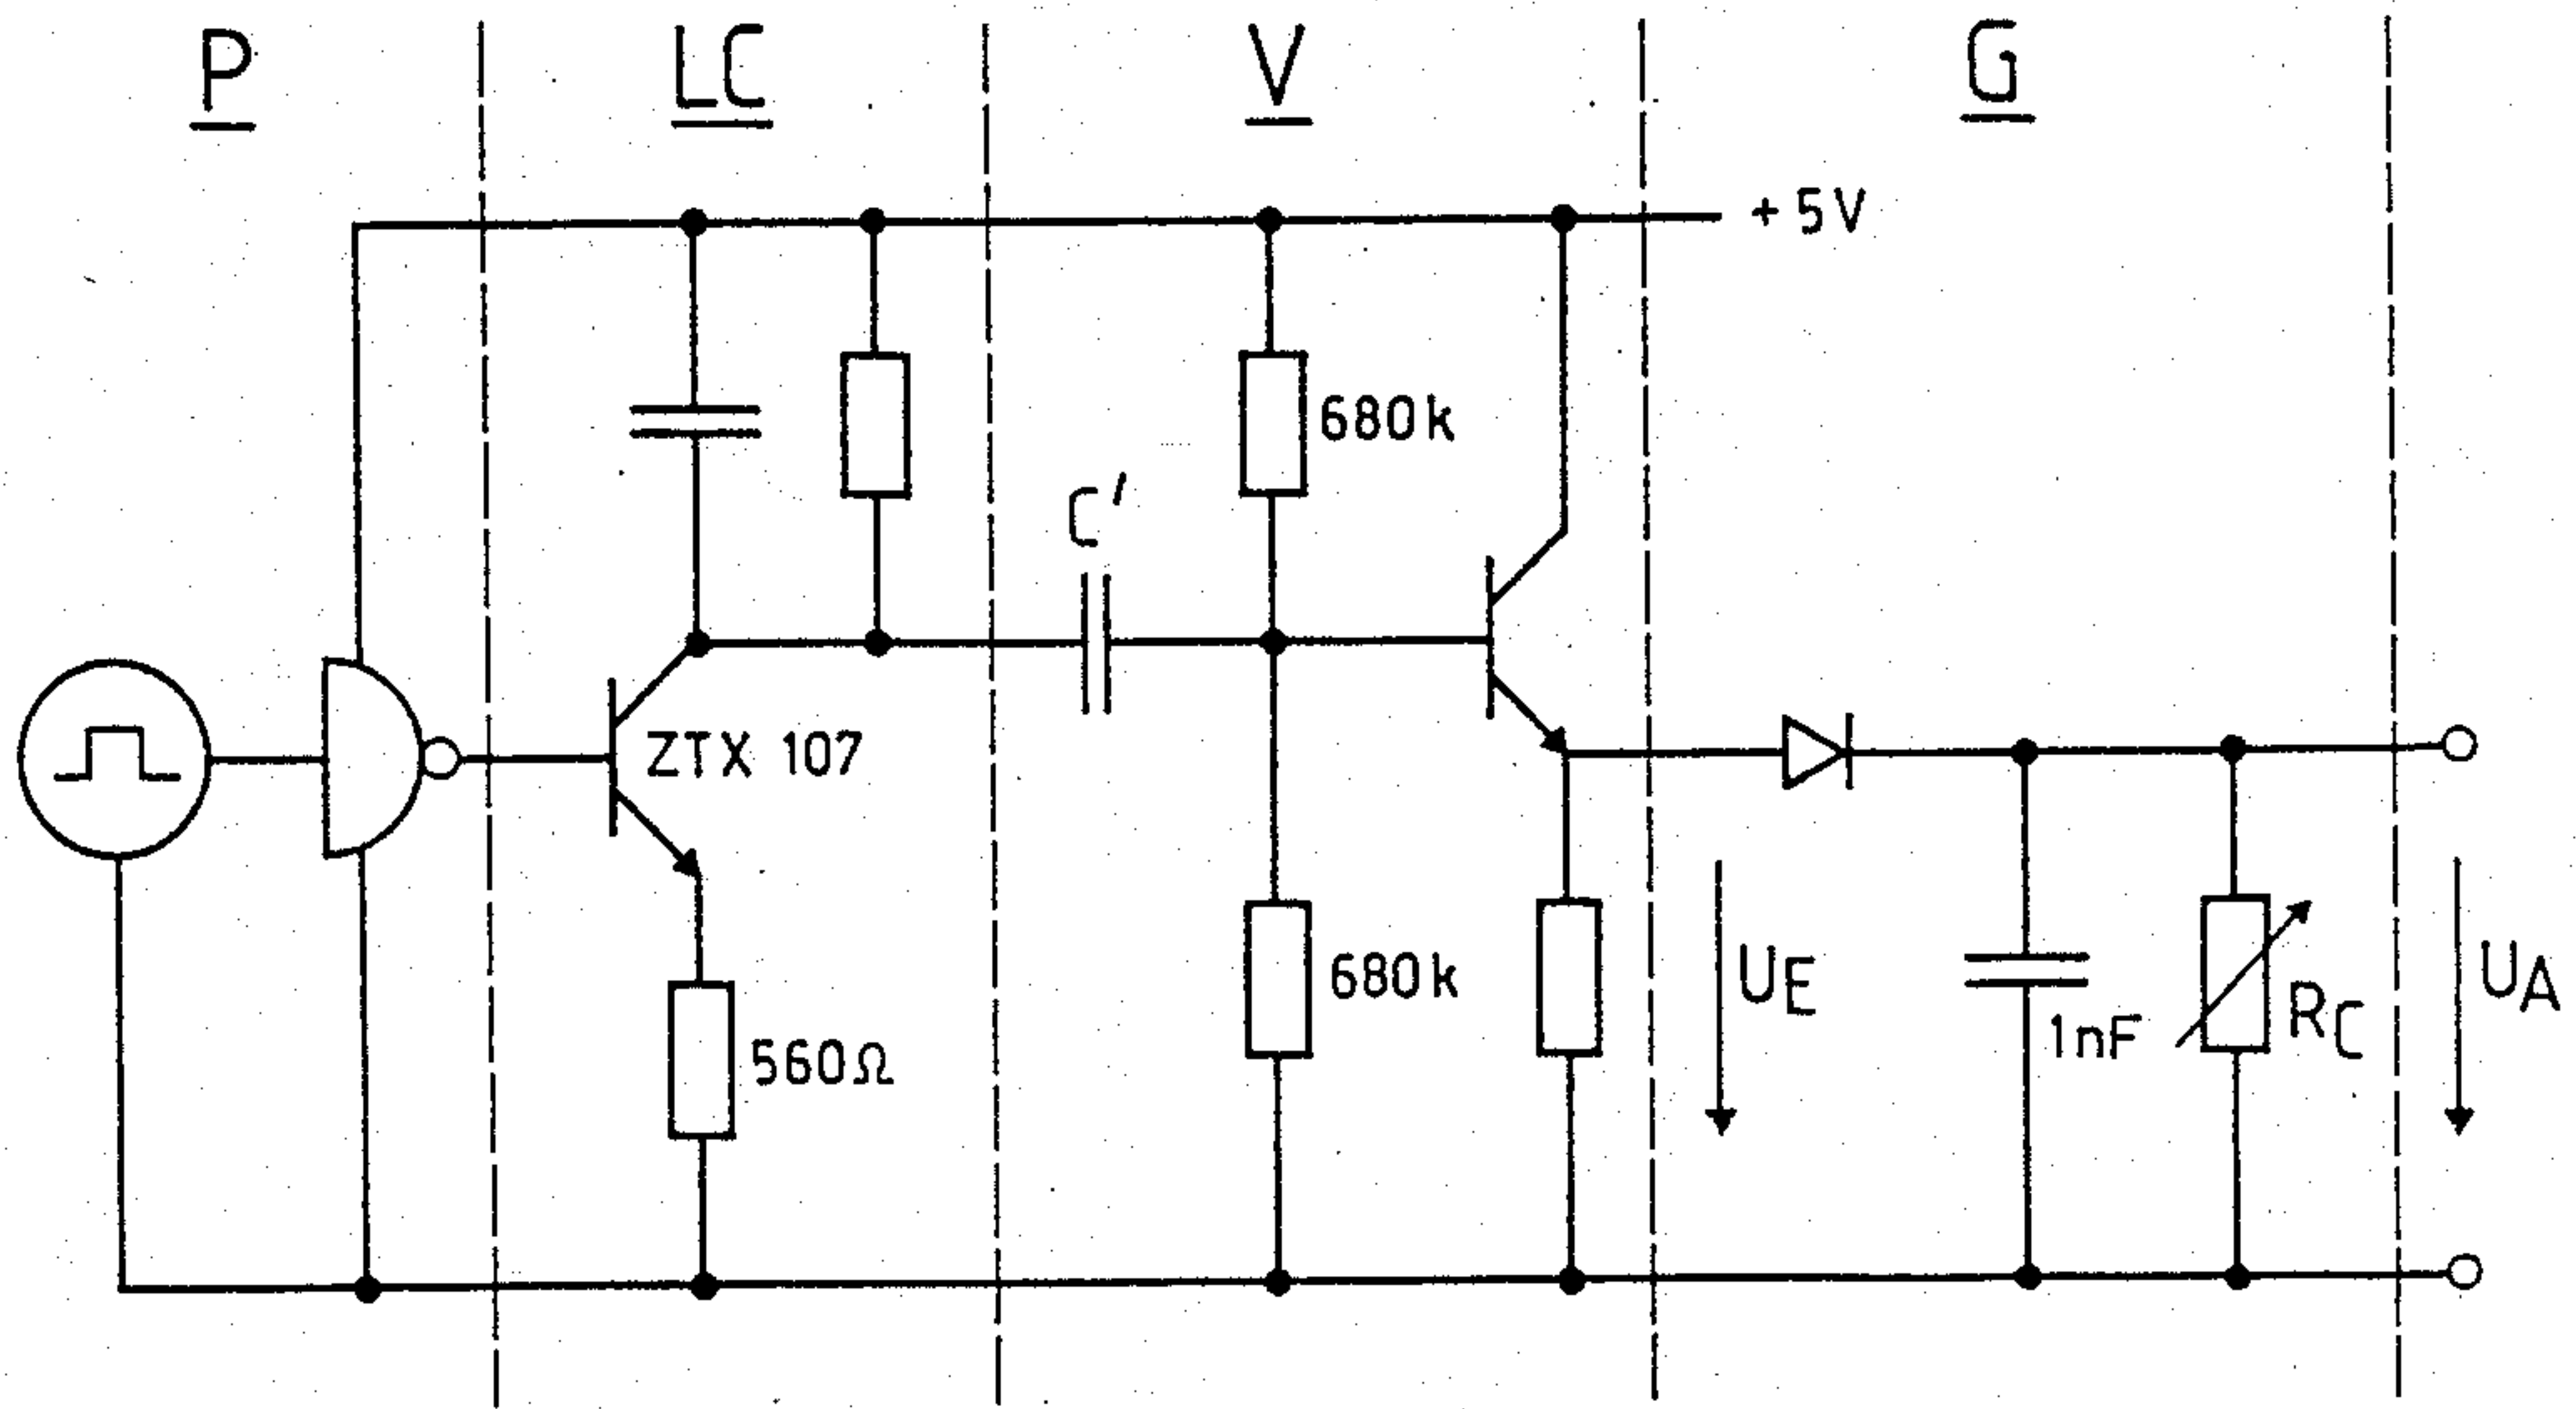 P
LC
V
G
+5V
680k
C'
ZTX 107
680k
560Ω
UE
1nF
RC
UA